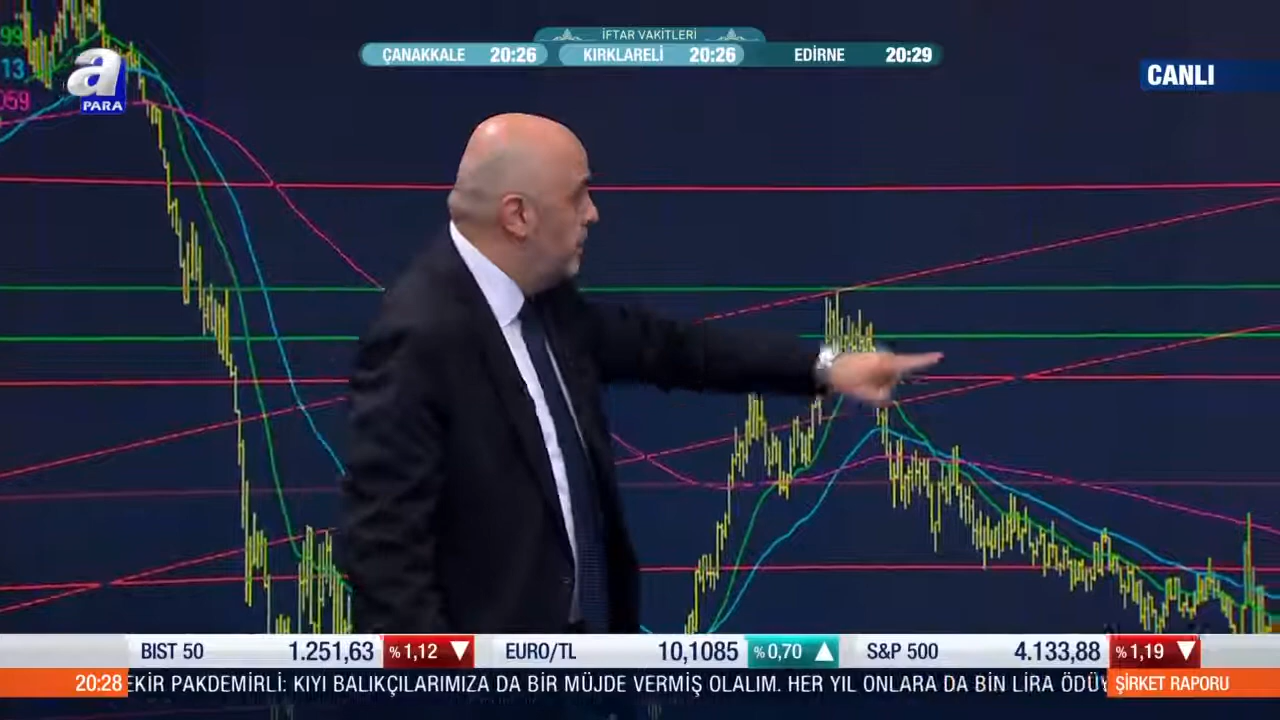 İFTAR VAKİTLERİ
ÇANAKKALE 20:26 KIRKLARELİ 20:26 EDİRNE 20:29
99
13
059
a
PARA
CANLI
BIST 50 1.251,63 %1,12 EURO/TL 10,1085 %0,70 S&P 500 4.133,88 %1,19
20:28 EKİR PAKDEMİRLİ: KIYI BALIKÇILARIMIZA DA BİR MÜJDE VERMİŞ OLALIM. HER YIL ONLARA DA BİN LİRA ÖDÜ ŞİRKET RAPORU